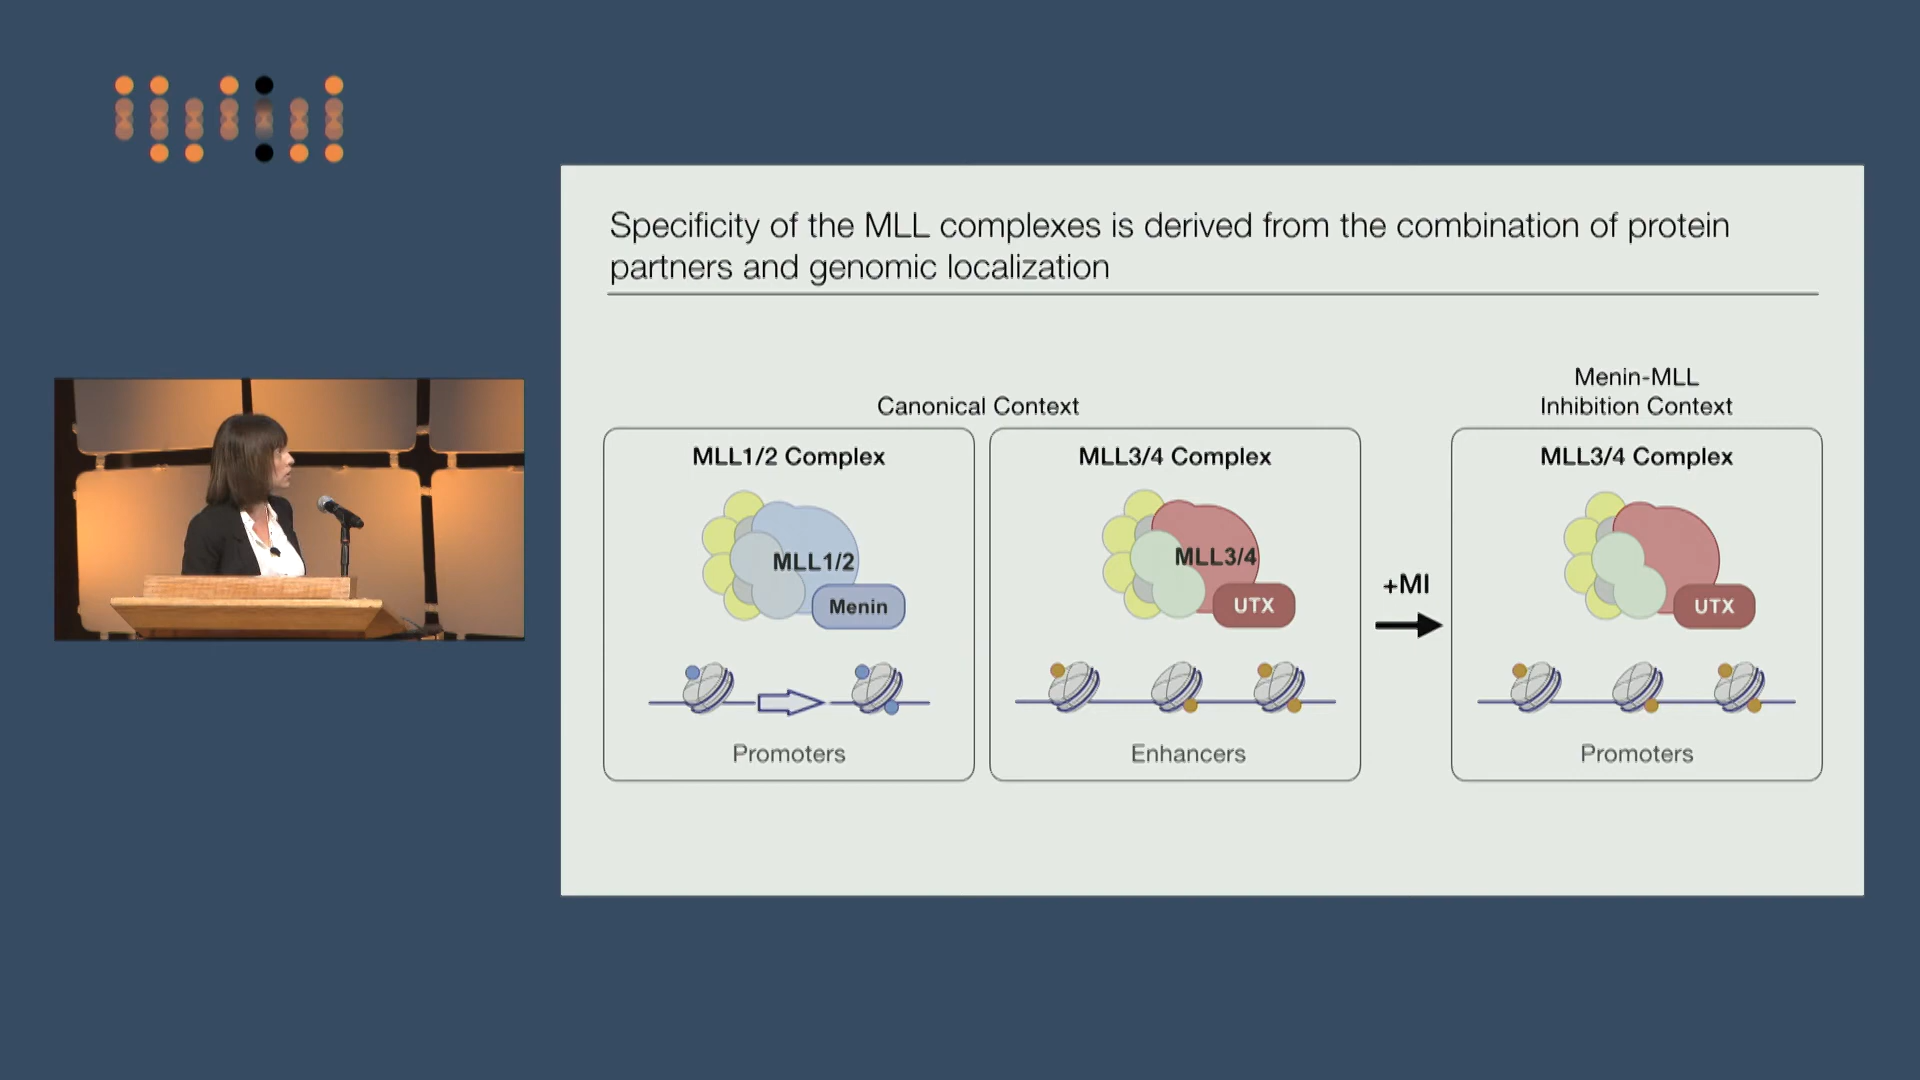 Specificity of the MLL complexes is derived from the combination of protein
partners and genomic localization
Canonical Context
Menin-MLL
Inhibition Context
MLL1/2 Complex
MLL1/2
Menin
Promoters
MLL3/4 Complex
MLL3/4
UTX
Enhancers
+MI
MLL3/4 Complex
UTX
Promoters